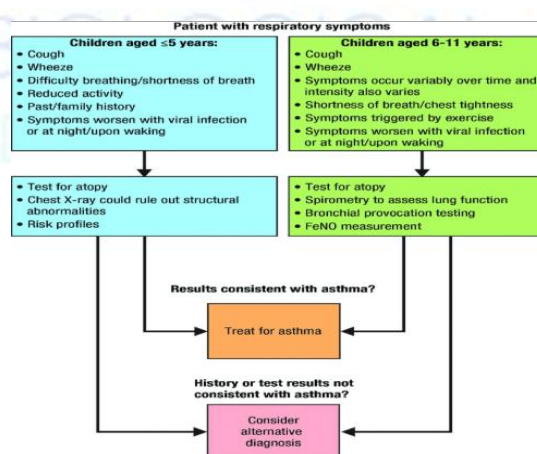 Patient with respiratory symptoms
Children aged ≤5 years:
• Cough
• Wheeze
• Difficulty breathing/shortness of breath
• Reduced activity
• Past/family history
• Symptoms worsen with viral infection
or at night/upon waking
Children aged 6-11 years:
• Cough
• Wheeze
• Symptoms occur variably over time and
intensity also varies
• Shortness of breath/chest tightness
• Symptoms triggered by exercise
• Symptoms worsen with viral infection
or at night/upon waking
• Test for atopy
• Chest X-ray could rule out structural
abnormalities
• Risk profiles
• Test for atopy
• Spirometry to assess lung function
• Bronchial provocation testing
• FeNO measurement
Results consistent with asthma?
Treat for asthma
History or test results not
consistent with asthma?
Consider
alternative
diagnosis